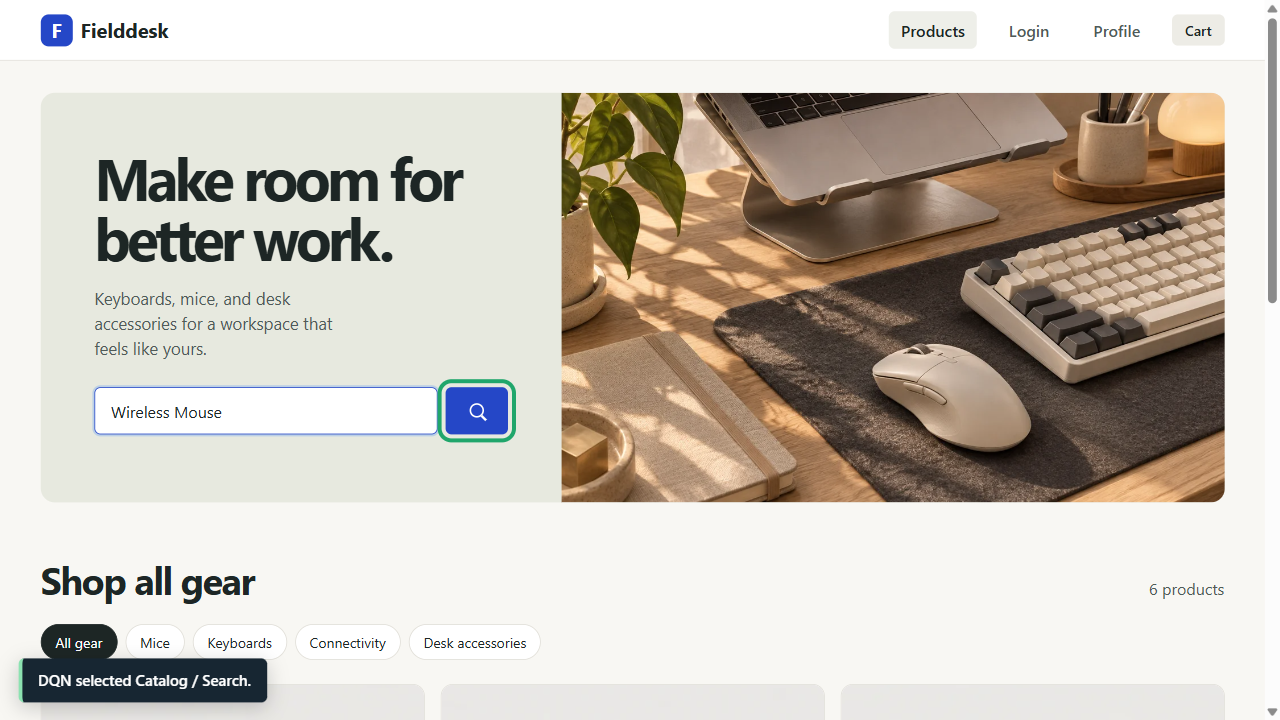 F Fielddesk
Products Login Profile Cart
Make room for
better work.
Keyboards, mice, and desk
accessories for a workspace that
feels like yours.
Wireless Mouse
Shop all gear
6 products
All gear Mice Keyboards Connectivity Desk accessories
DQN selected Catalog / Search.